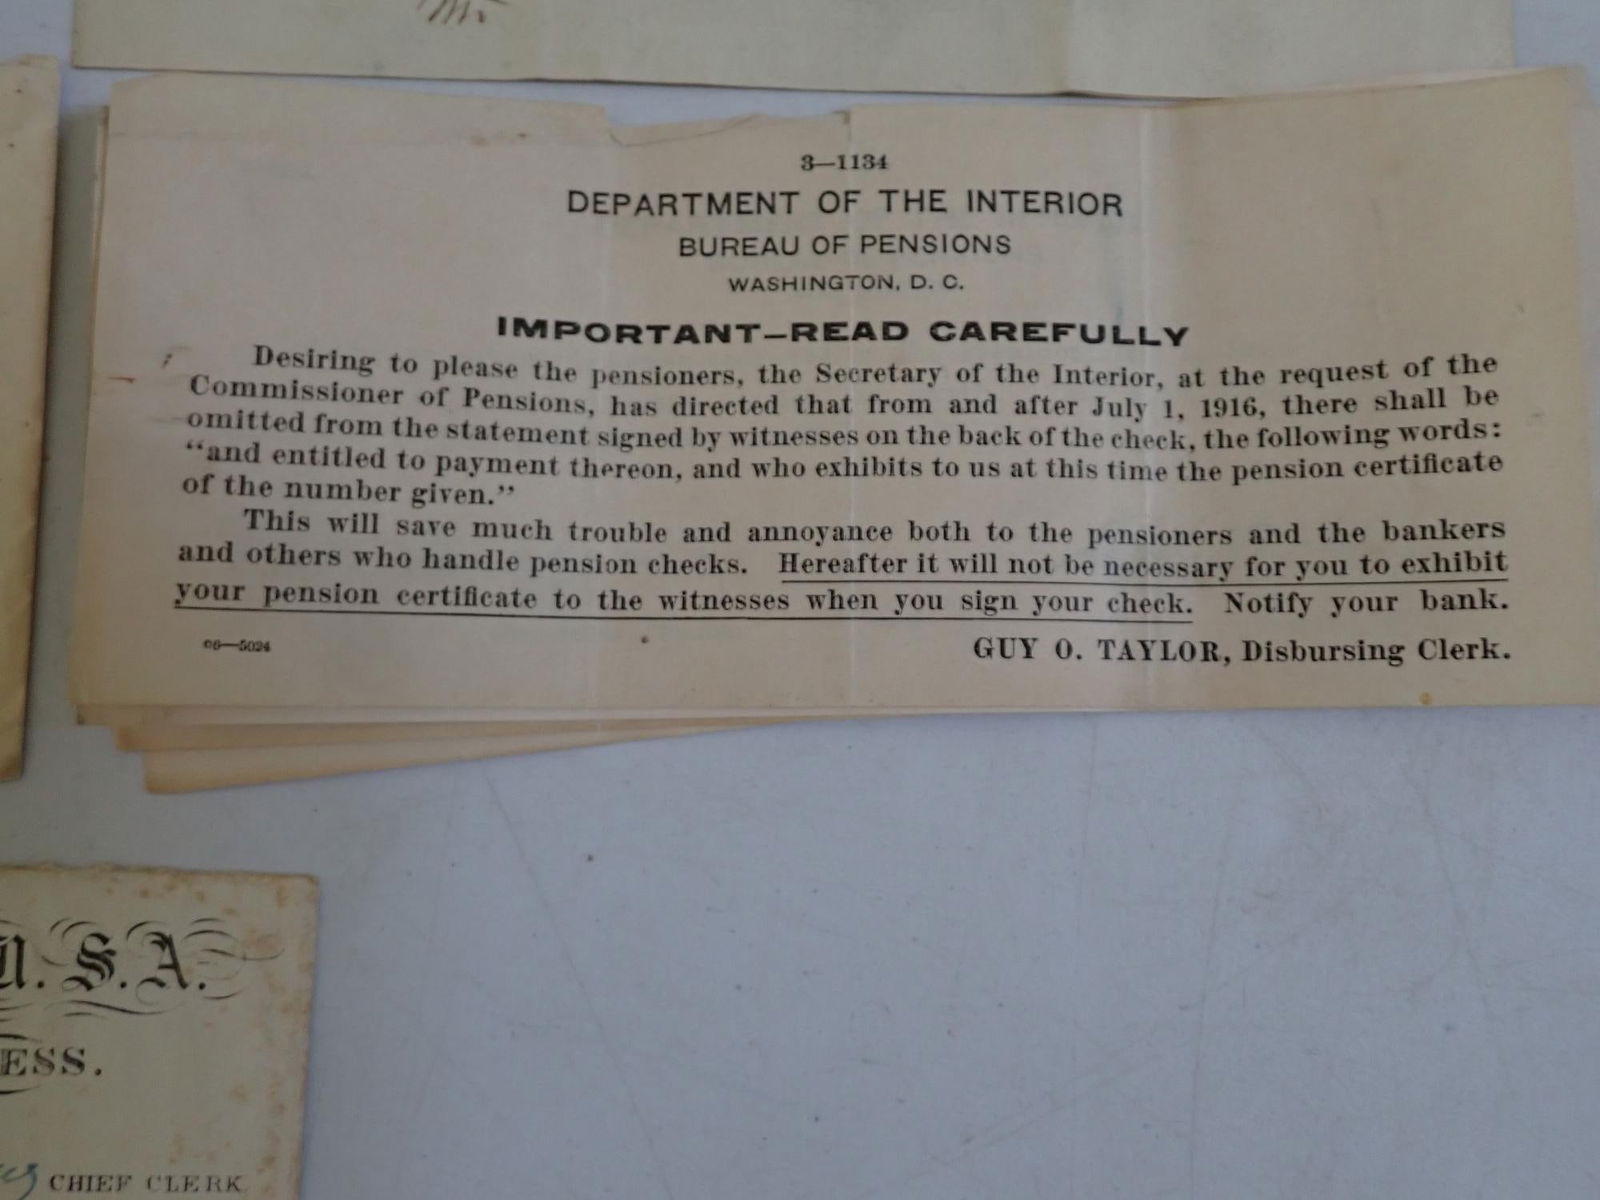 3—1134
DEPARTMENT OF THE INTERIOR
BUREAU OF PENSIONS
WASHINGTON, D. C.
IMPORTANT—READ CAREFULLY
Desiring to please the pensioners, the Secretary of the Interior, at the request of the
Commissioner of Pensions, has directed that from and after July 1, 1916, there shall be
omitted from the statement signed by witnesses on the back of the check, the following words:
“and entitled to payment thereon, and who exhibits to us at this time the pension certificate
of the number given.”
This will save much trouble and annoyance both to the pensioners and the bankers
and others who handle pension checks. Hereafter it will not be necessary for you to exhibit
your pension certificate to the witnesses when you sign your check. Notify your bank.
GUY O. TAYLOR, Disbursing Clerk.
U.S.A.
ESS.
CHIEF CLERK